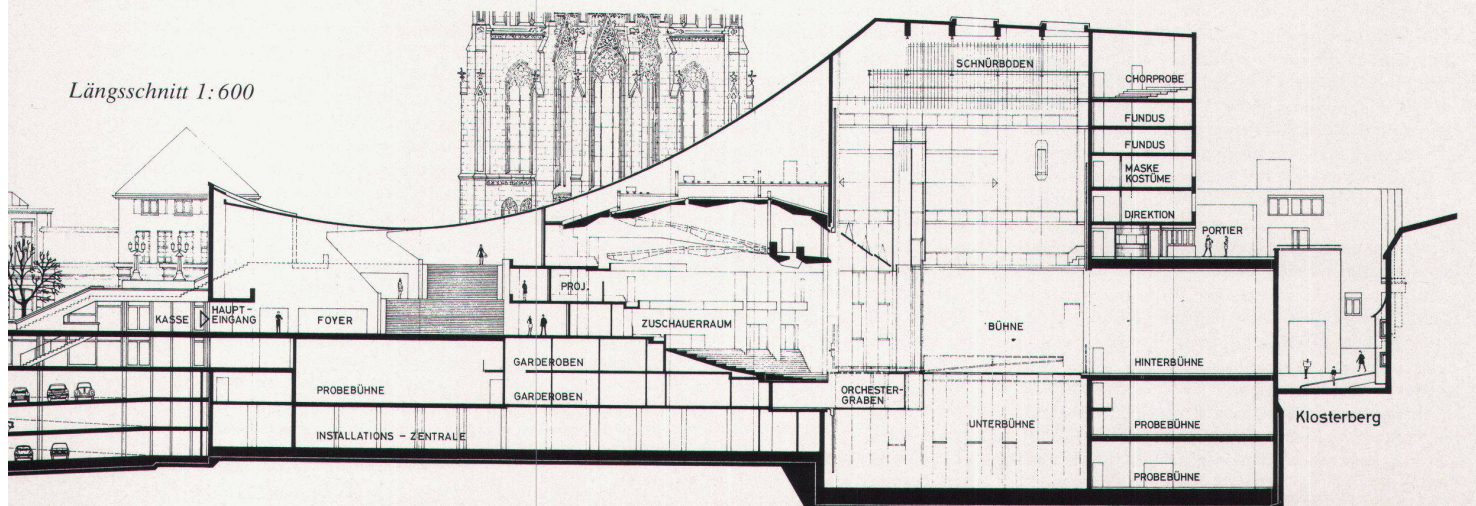 Längsschnitt 1:600
SCHNÜRBODEN
CHORPROBE
FUNDUS
FUNDUS
MASKE
KOSTÜME
DIREKTION
PORTIER
PROJ.
KASSE
HAUPT-
EINGANG
FOYER
ZUSCHAUERRAUM
BÜHNE
HINTERBÜHNE
GARDEROBEN
PROBEBÜHNE
GARDEROBEN
ORCHESTER-
GRABEN
UNTERBÜHNE
PROBEBÜHNE
Klosterberg
INSTALLATIONS - ZENTRALE
PROBEBÜHNE